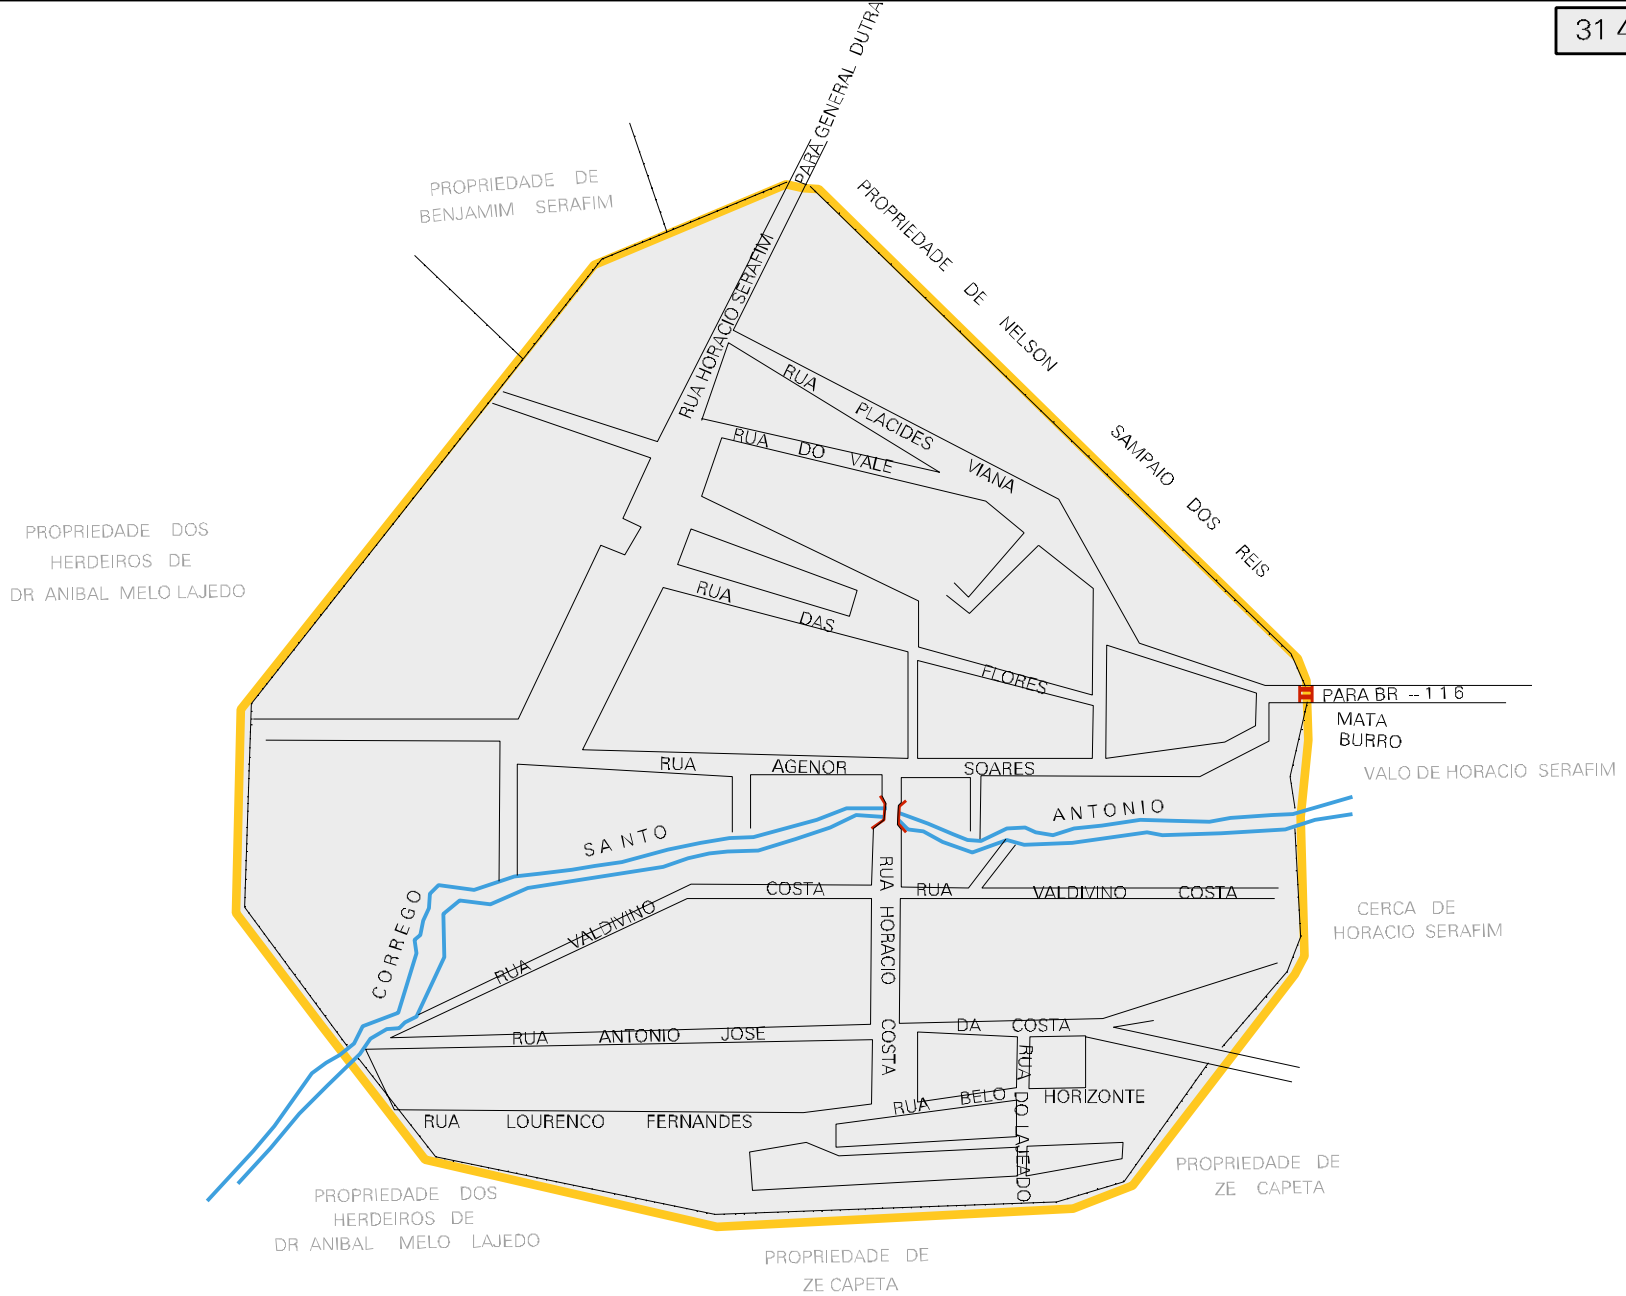 31 4
PARA GENERAL DUTRA
PROPRIEDADE DE
BENJAMIM SERAFIM
PROPRIEDADE DE NELSON SAMPAIO DOS REIS
RUA HORACIO SERAFIM
RUA PLACIDES VIANA
RUA DO VALE
PROPRIEDADE DOS
HERDEIROS DE
DR ANIBAL MELO LAJEDO
RUA DAS FLORES
PARA BR -- 116
MATA
BURRO
VALO DE HORACIO SERAFIM
RUA AGENOR SOARES
CORREGO SANTO ANTONIO
RUA VALDIVINO COSTA
RUA VALDIVINO COSTA
RUA HORACIO COSTA
CERCA DE
HORACIO SERAFIM
RUA ANTONIO JOSE DA COSTA
RUA DO LAJEADO
RUA BELO HORIZONTE
RUA LOURENCO FERNANDES
PROPRIEDADE DE
ZE CAPETA
PROPRIEDADE DOS
HERDEIROS DE
DR ANIBAL MELO LAJEDO
PROPRIEDADE DE
ZE CAPETA